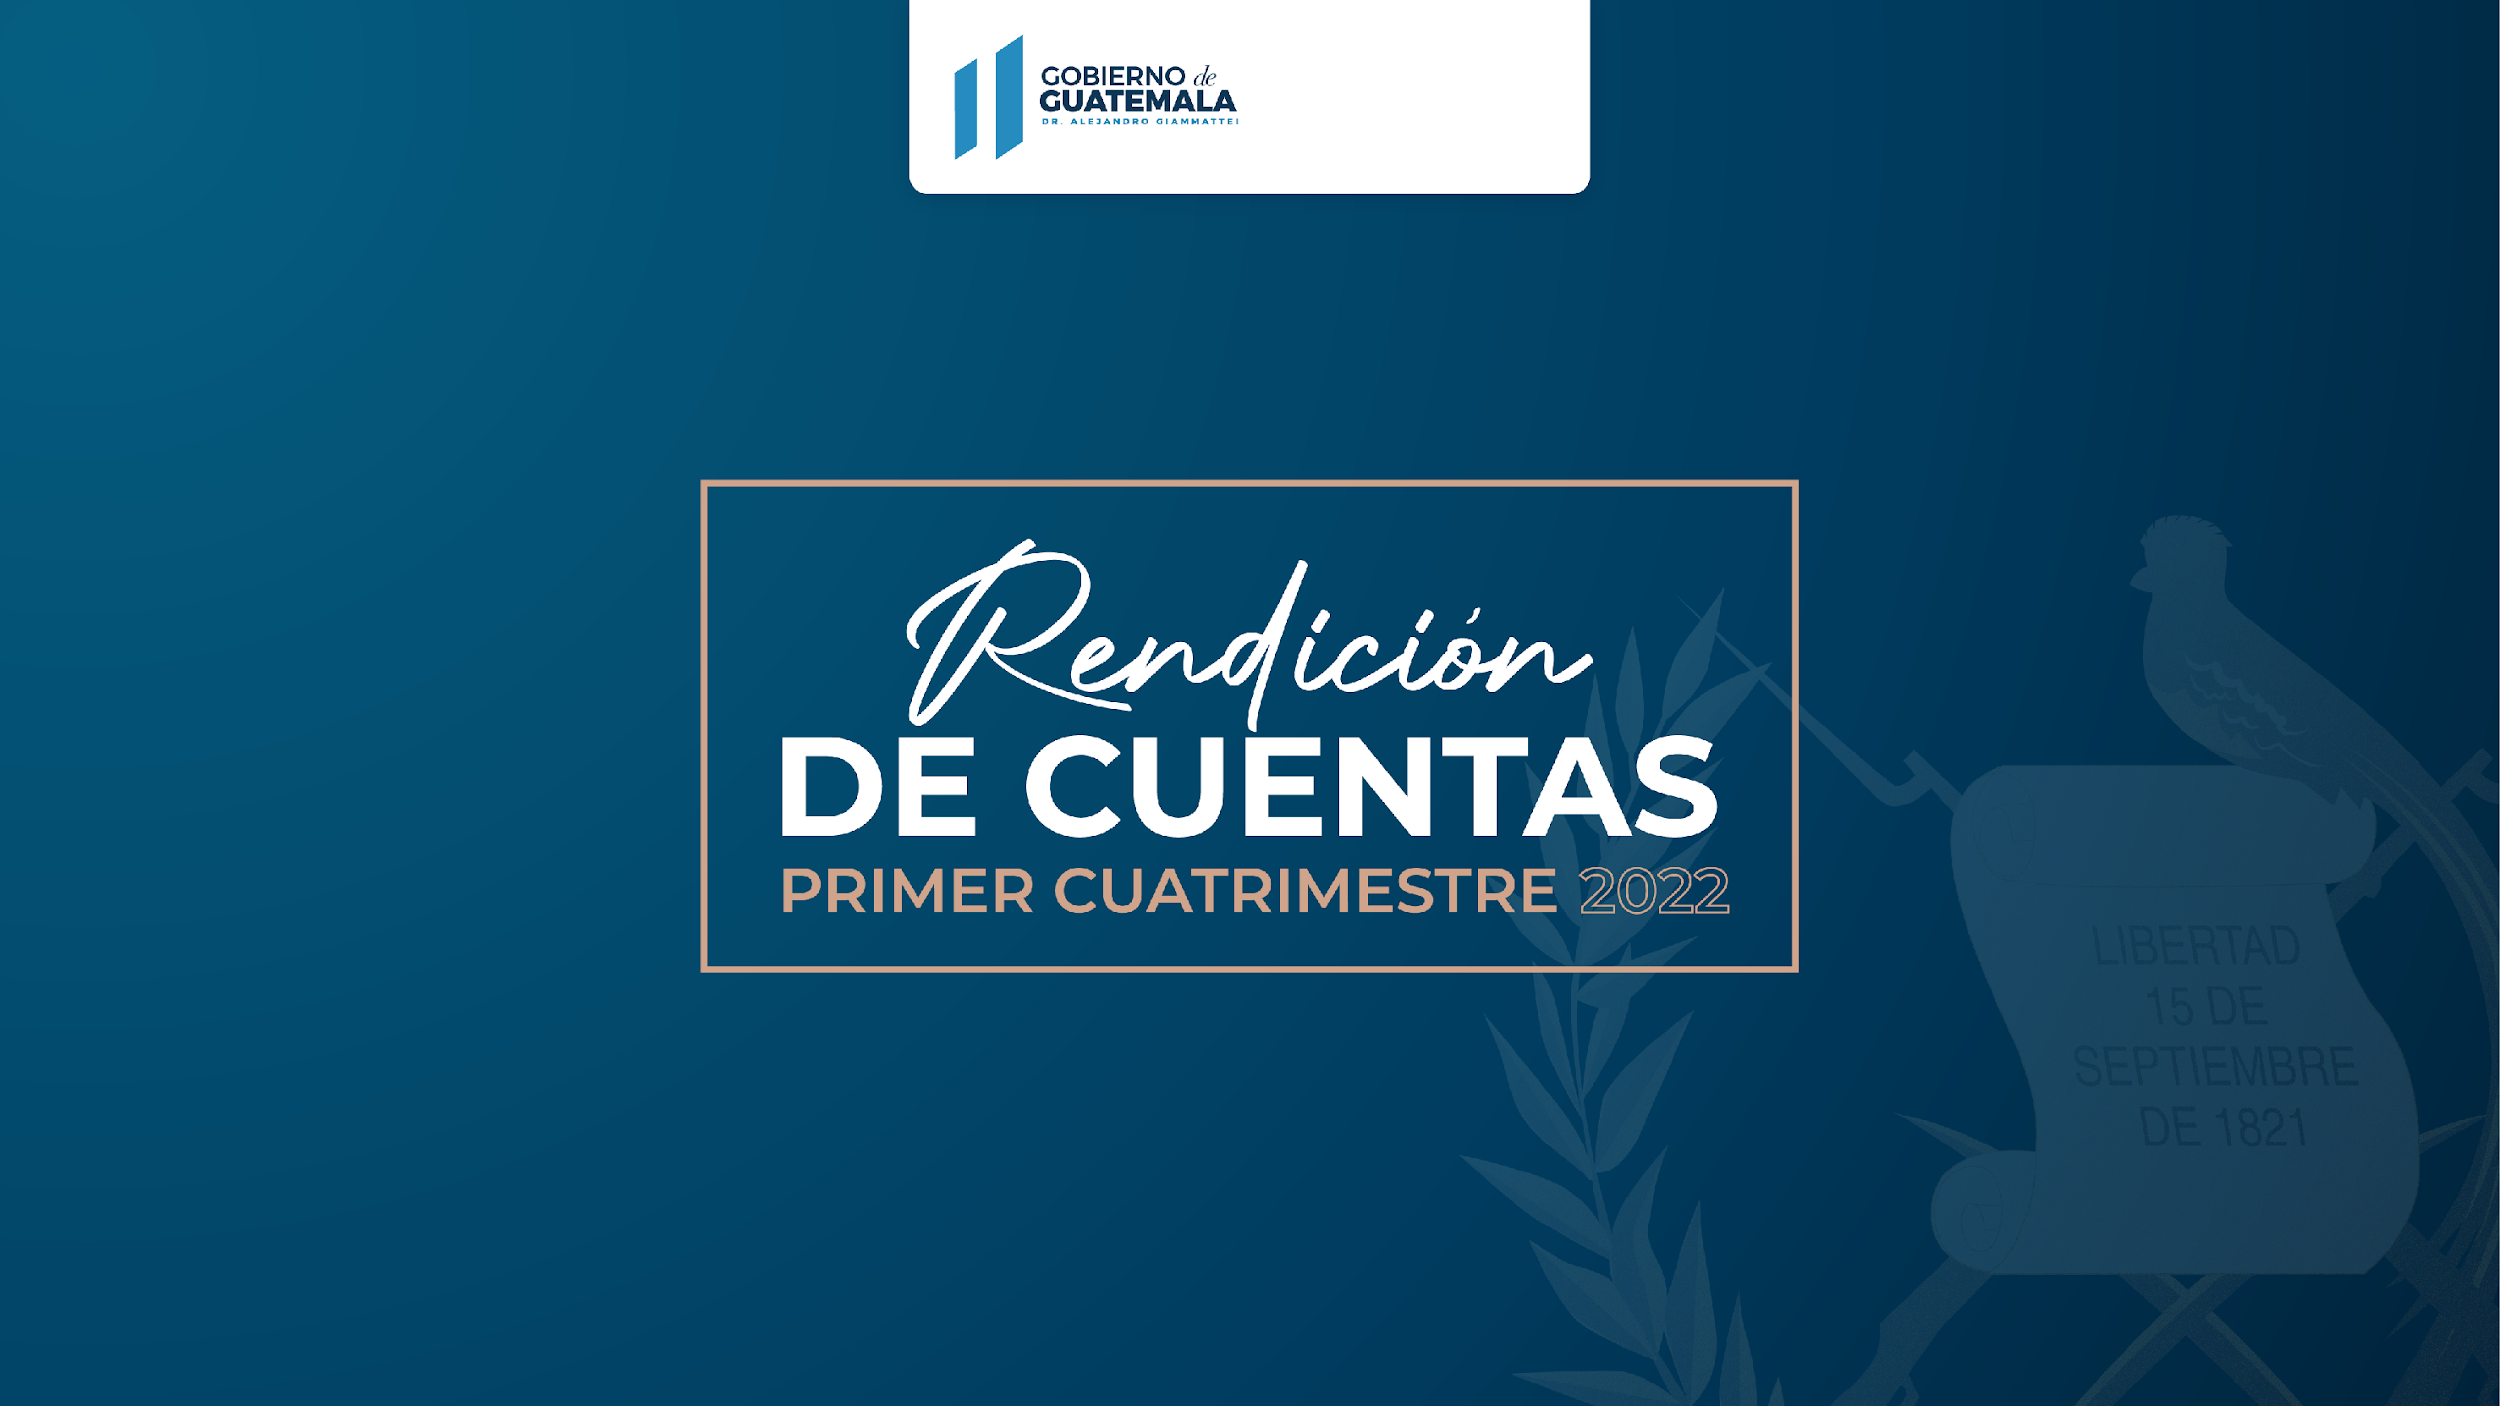 GOBIERNO de
GUATEMALA
DR. ALEJANDRO GIAMMATTEI
Rendición
DE CUENTAS
PRIMER CUATRIMESTRE 2022
LIBERTAD
15 DE
SEPTIEMBRE
DE 1821